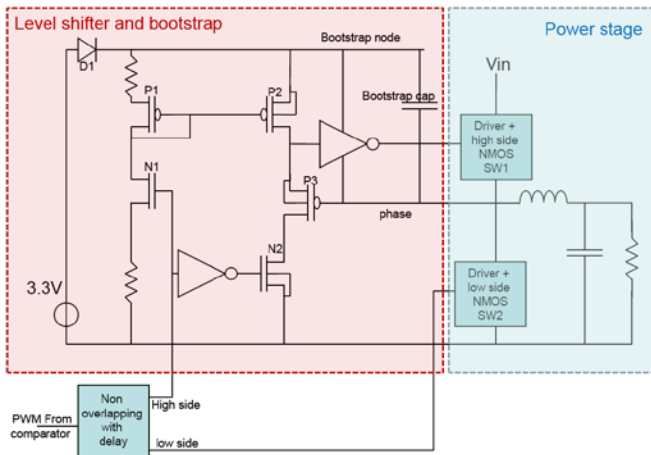 Level shifter and bootstrap
Power stage
Bootstrap node
D1
Vin
P1
P2
Bootstrap cap
Driver +
high side
NMOS
SW1
N1
P3
phase
N2
3.3V
Driver +
low side
NMOS
SW2
Non
overlapping
with
delay
High side
PWM From
comparator
low side